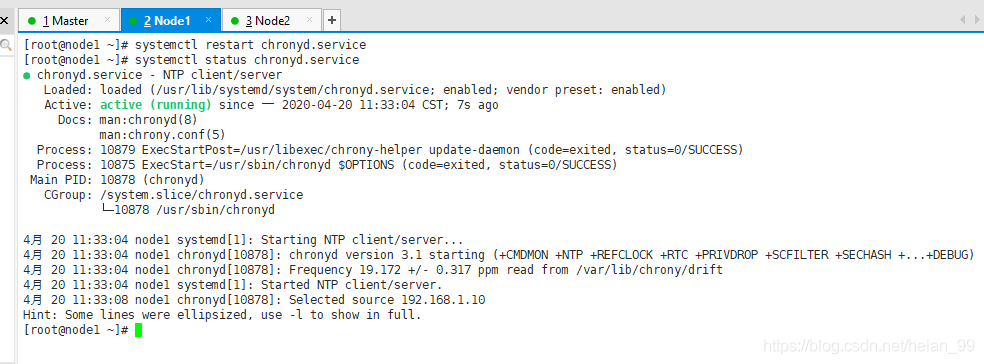 1 Master × 2 Node1 × 3 Node2 ×
[root@node1 ~]# systemctl restart chronyd.service
[root@node1 ~]# systemctl status chronyd.service
● chronyd.service - NTP client/server
Loaded: loaded (/usr/lib/systemd/system/chronyd.service; enabled; vendor preset: enabled)
Active: active (running) since 一 2020-04-20 11:33:04 CST; 7s ago
Docs: man:chronyd(8)
man:chrony.conf(5)
Process: 10879 ExecStartPost=/usr/libexec/chrony-helper update-daemon (code=exited, status=0/SUCCESS)
Process: 10875 ExecStart=/usr/sbin/chronyd $OPTIONS (code=exited, status=0/SUCCESS)
Main PID: 10878 (chronyd)
CGroup: /system.slice/chronyd.service
└─10878 /usr/sbin/chronyd
4月 20 11:33:04 node1 systemd[1]: Starting NTP client/server...
4月 20 11:33:04 node1 chronyd[10878]: chronyd version 3.1 starting (+CMDMON +NTP +REFCLOCK +RTC +PRIVDROP +SCFILTER +SECHASH +...+DEBUG)
4月 20 11:33:04 node1 chronyd[10878]: Frequency 19.172 +/- 0.317 ppm read from /var/lib/chrony/drift
4月 20 11:33:04 node1 systemd[1]: Started NTP client/server.
4月 20 11:33:08 node1 chronyd[10878]: Selected source 192.168.1.10
Hint: Some lines were ellipsized, use -l to show in full.
[root@node1 ~]#
https://blog.csdn.net/heian_99